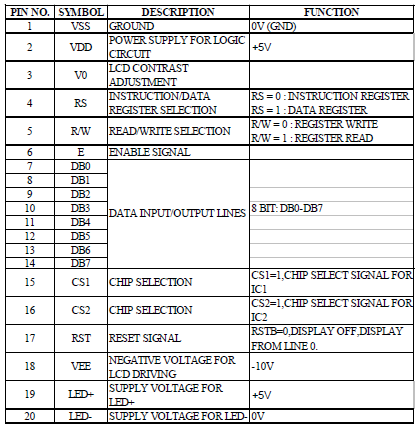 PIN NO. SYMBOL DESCRIPTION FUNCTION
1 VSS GROUND 0V (GND)
2 VDD POWER SUPPLY FOR LOGIC CIRCUIT +5V
3 V0 LCD CONTRAST ADJUSTMENT
4 RS INSTRUCTION/DATA REGISTER SELECTION RS = 0 : INSTRUCTION REGISTER RS = 1 : DATA REGISTER
5 R/W READ/WRITE SELECTION R/W = 0 : REGISTER WRITE R/W = 1 : REGISTER READ
6 E ENABLE SIGNAL
7 DB0
8 DB1
9 DB2
10 DB3 DATA INPUT/OUTPUT LINES 8 BIT: DB0-DB7
11 DB4
12 DB5
13 DB6
14 DB7
15 CS1 CHIP SELECTION CS1=1,CHIP SELECT SIGNAL FOR IC1
16 CS2 CHIP SELECTION CS2=1,CHIP SELECT SIGNAL FOR IC2
17 RST RESET SIGNAL RSTB=0,DISPLAY OFF,DISPLAY FROM LINE 0.
18 VEE NEGATIVE VOLTAGE FOR LCD DRIVING -10V
19 LED+ SUPPLY VOLTAGE FOR LED+ +5V
20 LED- SUPPLY VOLTAGE FOR LED- 0V